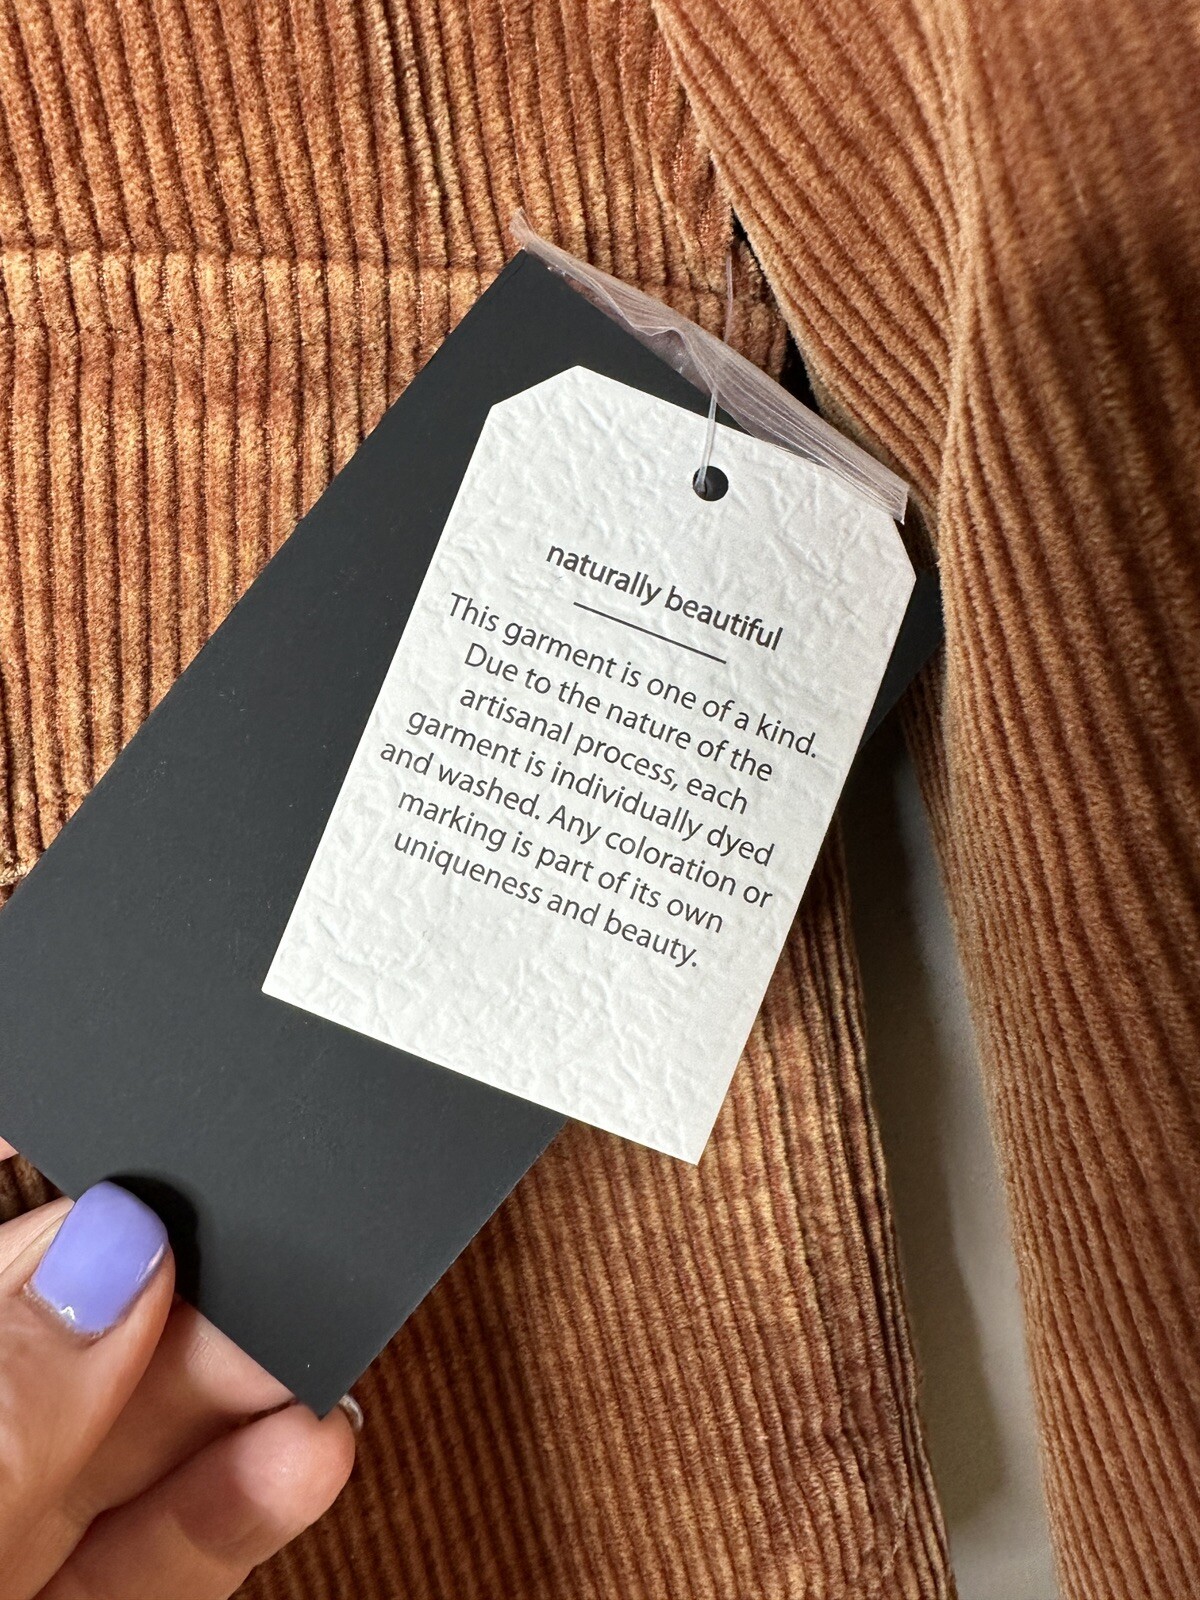 naturally beautiful
This garment is one of a kind.
Due to the nature of the
artisanal process, each
garment is individually dyed
and washed. Any coloration or
marking is part of its own
uniqueness and beauty.